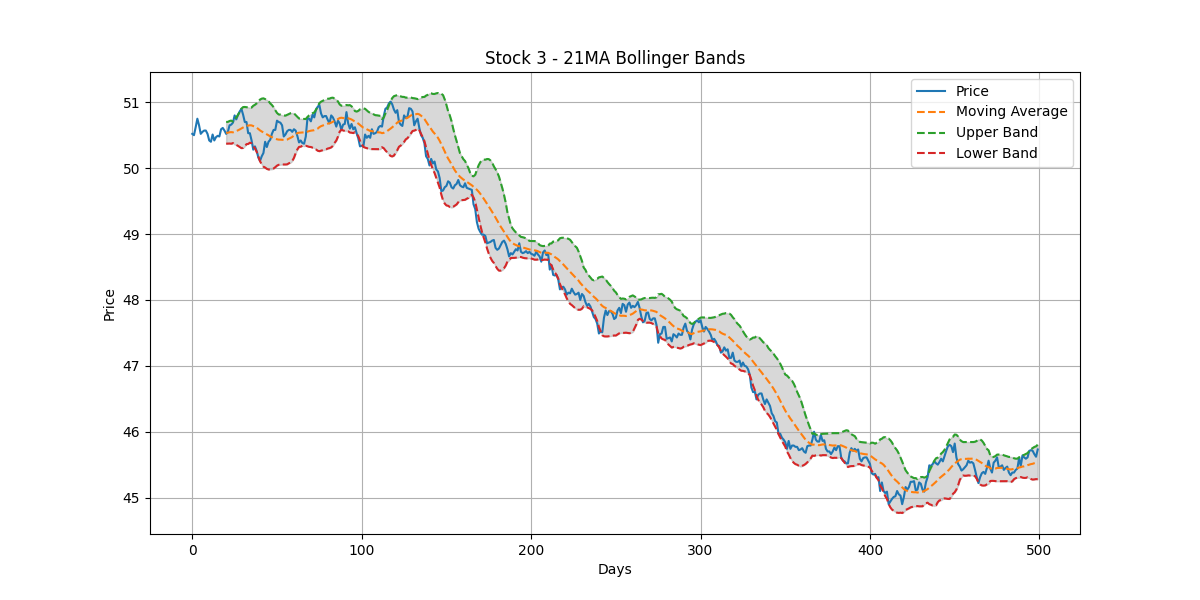 Stock 3 - 21MA Bollinger Bands
Price
Moving Average
Upper Band
Lower Band
51
50
49
48
47
46
45
Price
0 100 200 300 400 500
Days